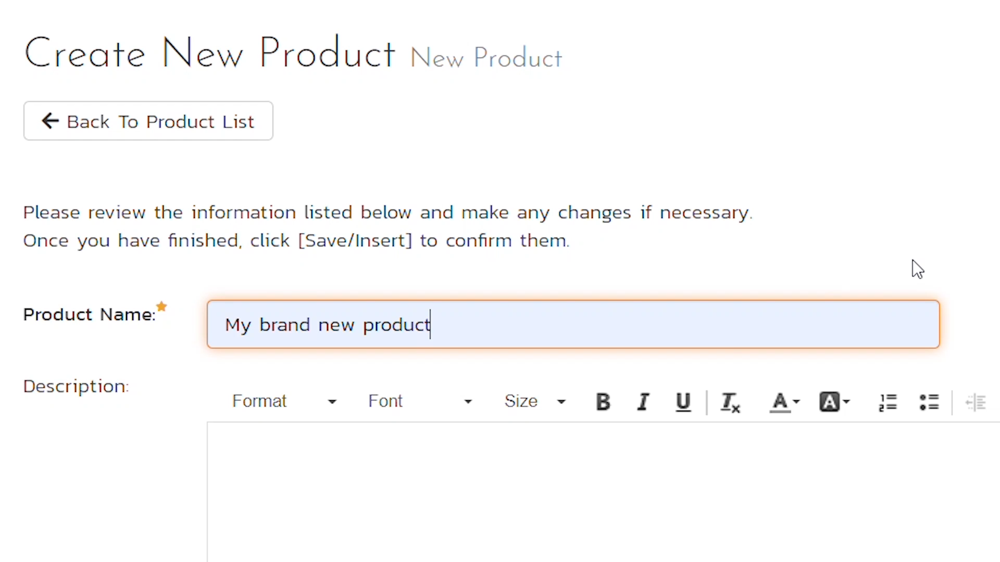 Create New Product New Product
Back To Product List
Please review the information listed below and make any changes if necessary.
Once you have finished, click [Save/Insert] to confirm them.
Product Name:
My brand new product
Description:
Format Font Size